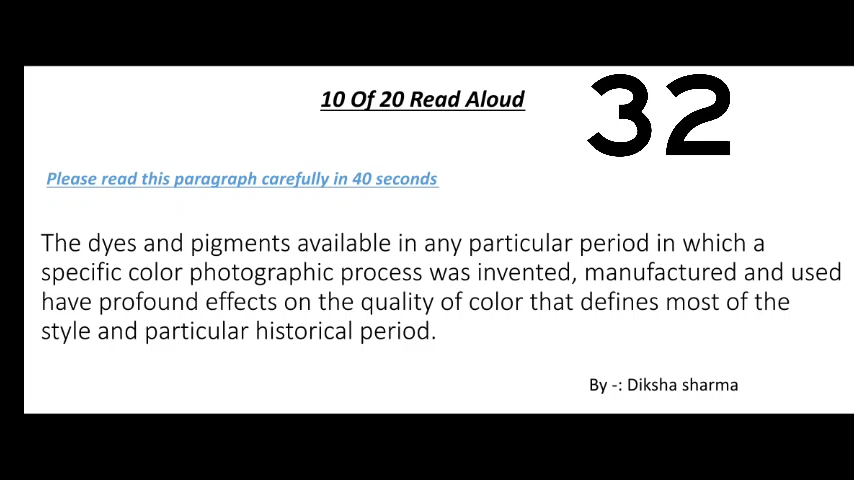 10 Of 20 Read Aloud
32
Please read this paragraph carefully in 40 seconds
The dyes and pigments available in any particular period in which a
specific color photographic process was invented, manufactured and used
have profound effects on the quality of color that defines most of the
style and particular historical period.
By -: Diksha sharma